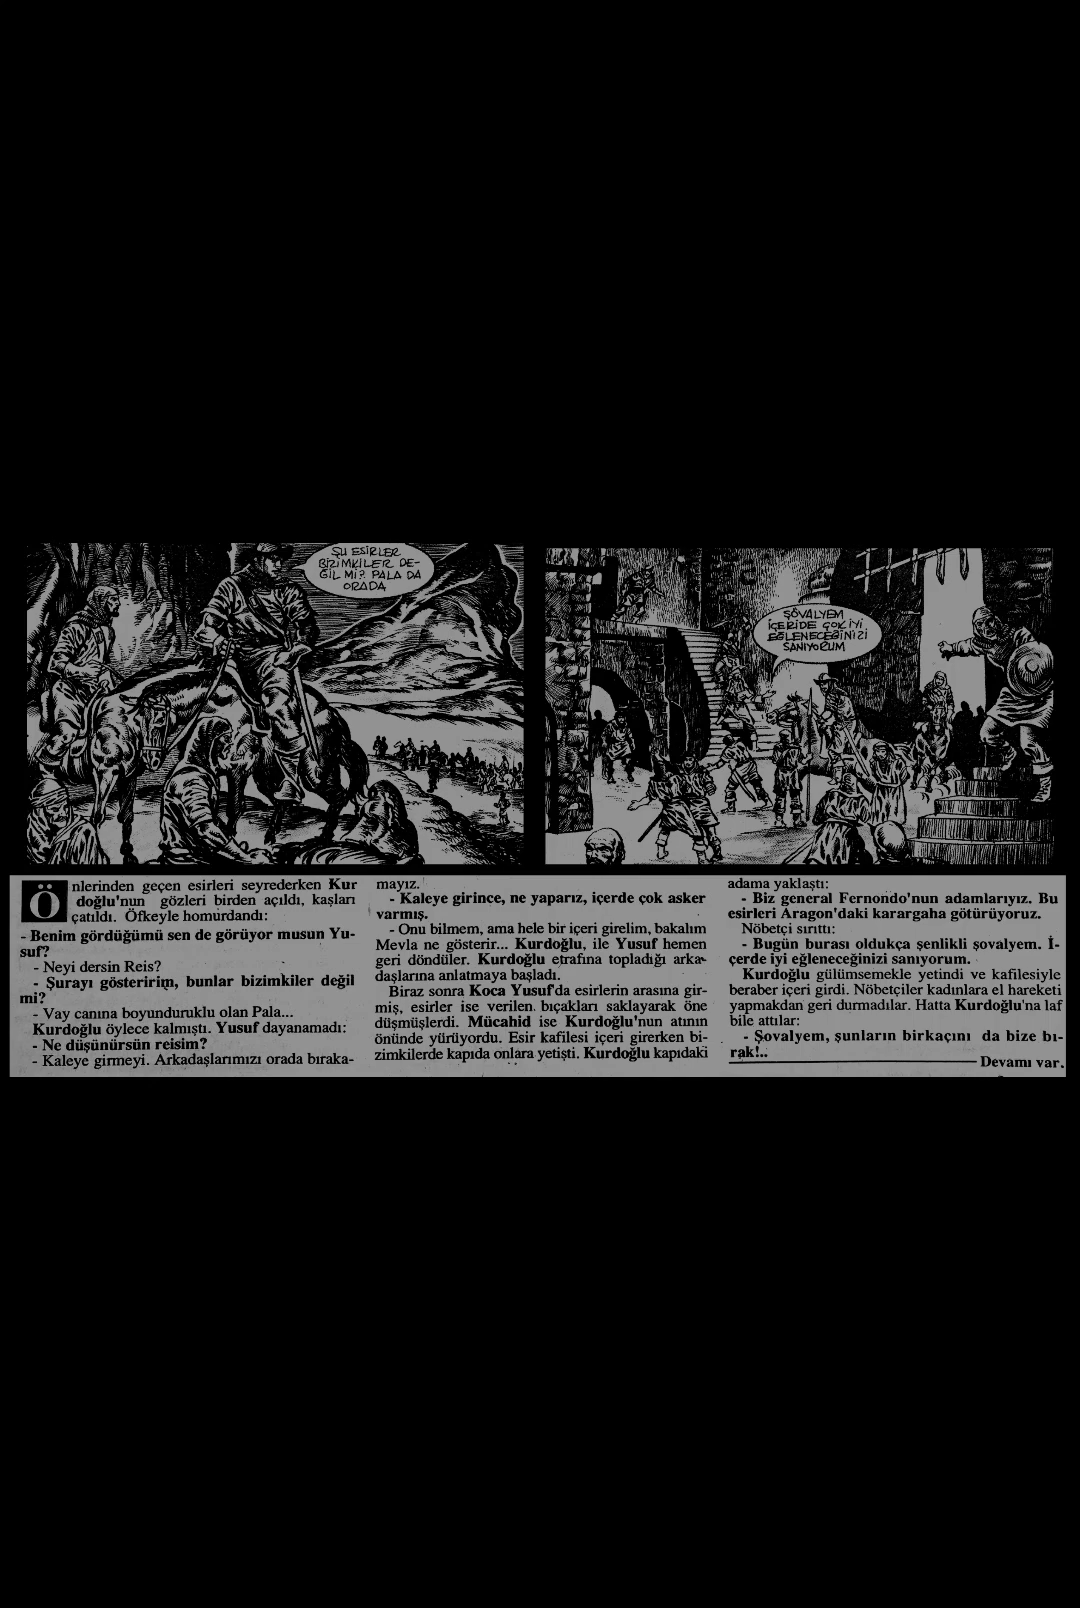 ŞU ESİRLER
BİZİMKİLER DE-
ĞİL Mİ? PALA DA
ORADA
ŞÖVALYEM
İÇERİDE ÇOK İYİ
EĞLENECEĞİNİZİ
SANIYORUM
Önlerinden geçen esirleri seyrederken Kur
doğlu'nun gözleri birden açıldı, kaşları
çatıldı. Öfkeyle homurdandı:
- Benim gördüğümü sen de görüyor musun Yu-
suf?
- Neyi dersin Reis?
- Şurayı gösteririm, bunlar bizimkiler değil
mi?
- Vay canına boyunduruklu olan Pala...
Kurdoğlu öylece kalmıştı. Yusuf dayanamadı:
- Ne düşünürsün reisim?
- Kaleye girmeyi. Arkadaşlarımızı orada bıraka-
mayız.
- Kaleye girince, ne yaparız, içerde çok asker
varmış.
- Onu bilmem, ama hele bir içeri girelim, bakalım
Mevla ne gösterir... Kurdoğlu, ile Yusuf hemen
geri döndüler. Kurdoğlu etrafına topladığı arka-
daşlarına anlatmaya başladı.
Biraz sonra Koca Yusuf'da esirlerin arasına gir-
miş, esirler ise verilen bıçakları saklayarak öne
düşmüşlerdi. Mücahid ise Kurdoğlu'nun atının
önünde yürüyordu. Esir kafilesi içeri girerken bi-
zimkilerde kapıda onlara yetişti. Kurdoğlu kapıdaki
adama yaklaştı:
- Biz general Fernondo'nun adamlarıyız. Bu
esirleri Aragon'daki karargaha götürüyoruz.
Nöbetçi sırıttı:
- Bugün burası oldukça şenlikli şovalyem. İ-
çerde iyi eğleneceğinizi sanıyorum.
Kurdoğlu gülümsemekle yetindi ve kafilesiyle
beraber içeri girdi. Nöbetçiler kadınlara el hareketi
yapmakdan geri durmadılar. Hatta Kurdoğlu'na laf
bile attılar:
- Şovalyem, şunların birkaçını da bize bı-
rak!..
Devamı var.